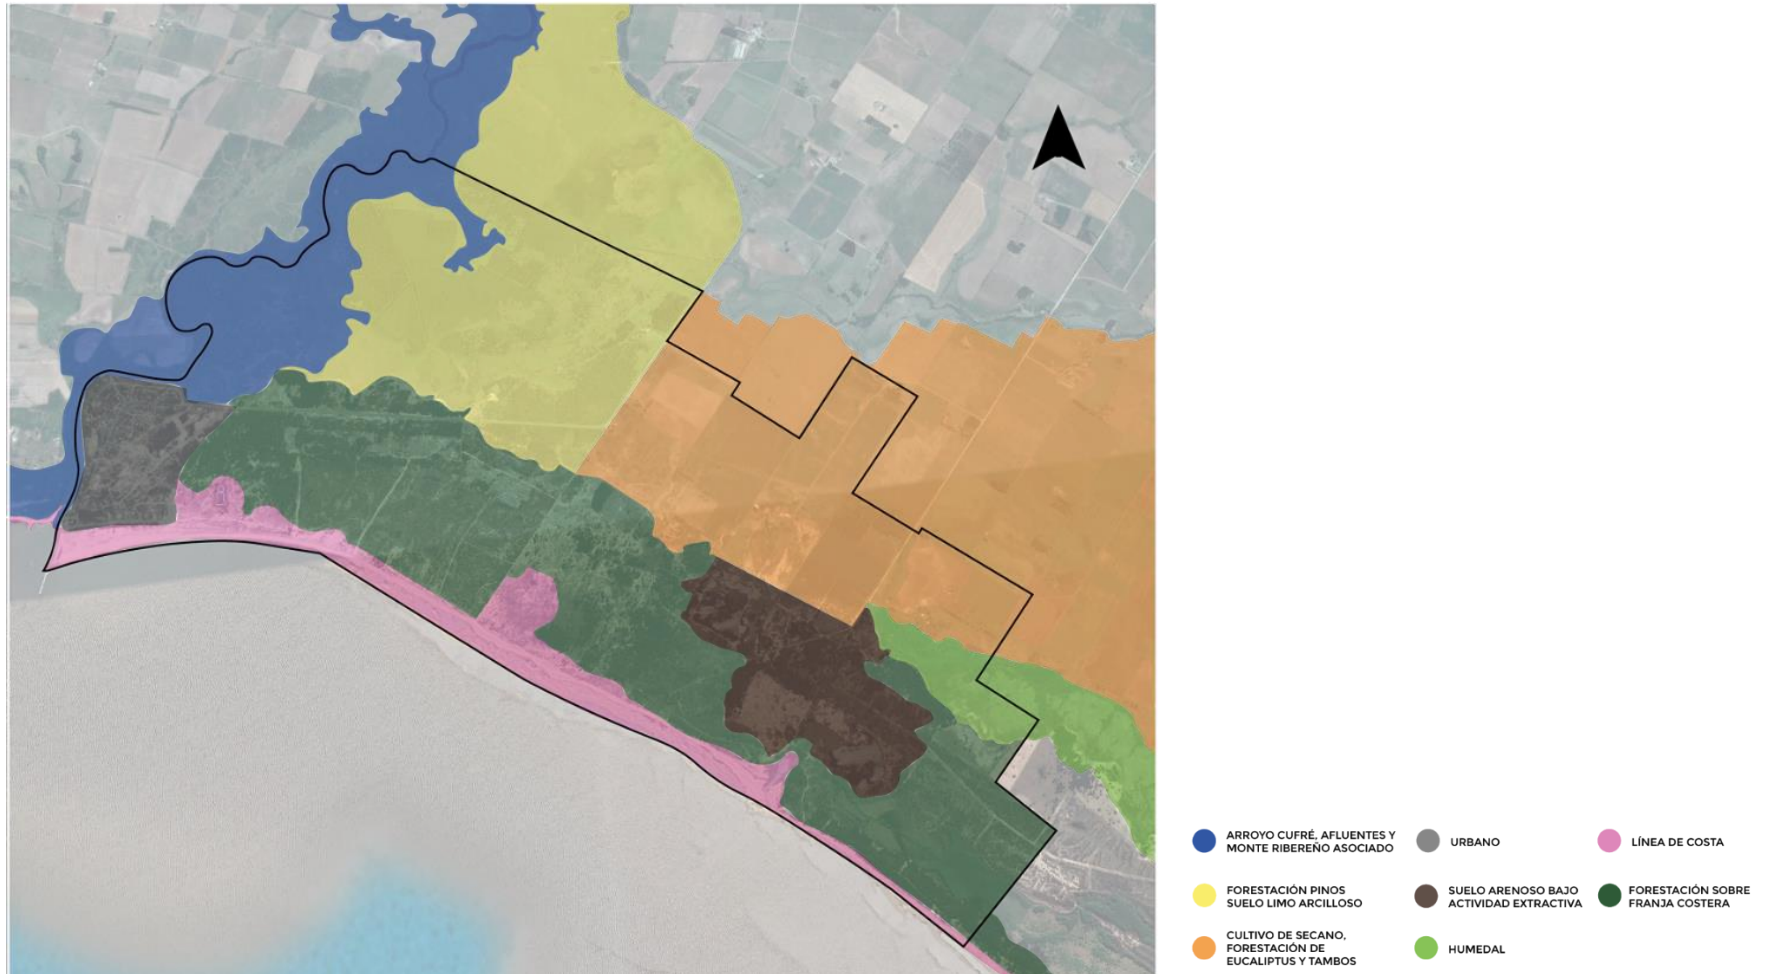 ARROYO CUFRÉ, AFLUENTES Y
MONTE RIBEREÑO ASOCIADO
URBANO
LÍNEA DE COSTA
FORESTACIÓN PINOS
SUELO LIMO ARCILLOSO
SUELO ARENOSO BAJO
ACTIVIDAD EXTRACTIVA
FORESTACIÓN SOBRE
FRANJA COSTERA
CULTIVO DE SECANO,
FORESTACIÓN DE
EUCALIPTUS Y TAMBOS
HUMEDAL